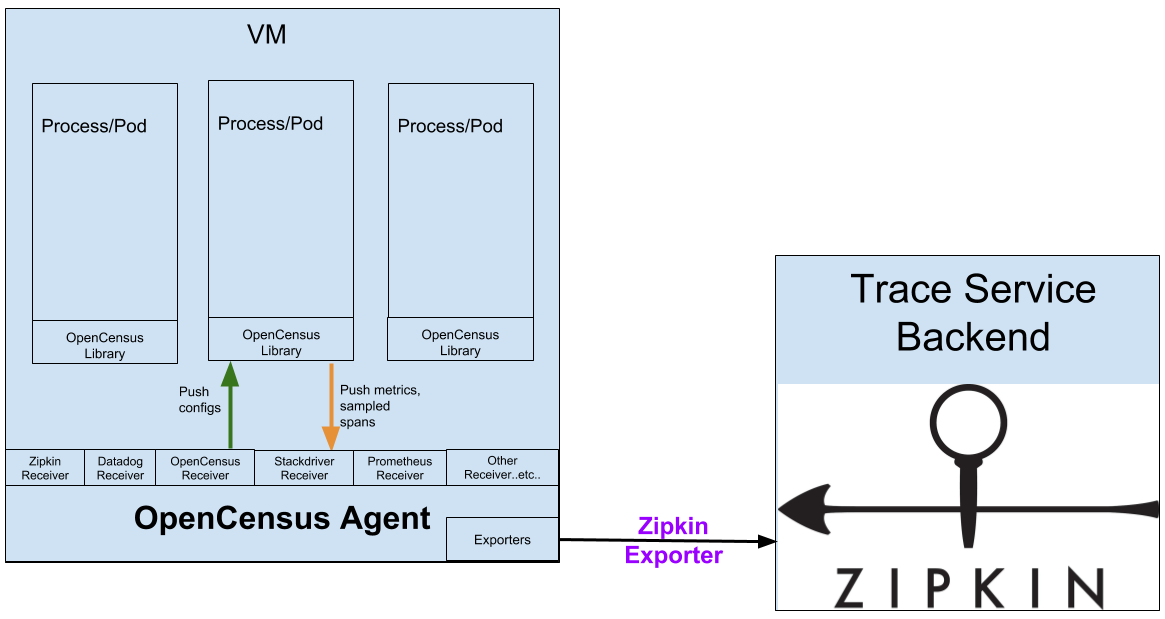 VM
Process/Pod
Process/Pod
Process/Pod
OpenCensus
Library
OpenCensus
Library
OpenCensus
Library
Push
configs
Push metrics,
sampled
spans
Zipkin
Receiver
Datadog
Receiver
OpenCensus
Receiver
Stackdriver
Receiver
Prometheus
Receiver
Other
Receiver..etc..
OpenCensus Agent
Exporters
Zipkin
Exporter
Trace Service
Backend
ZIPKIN